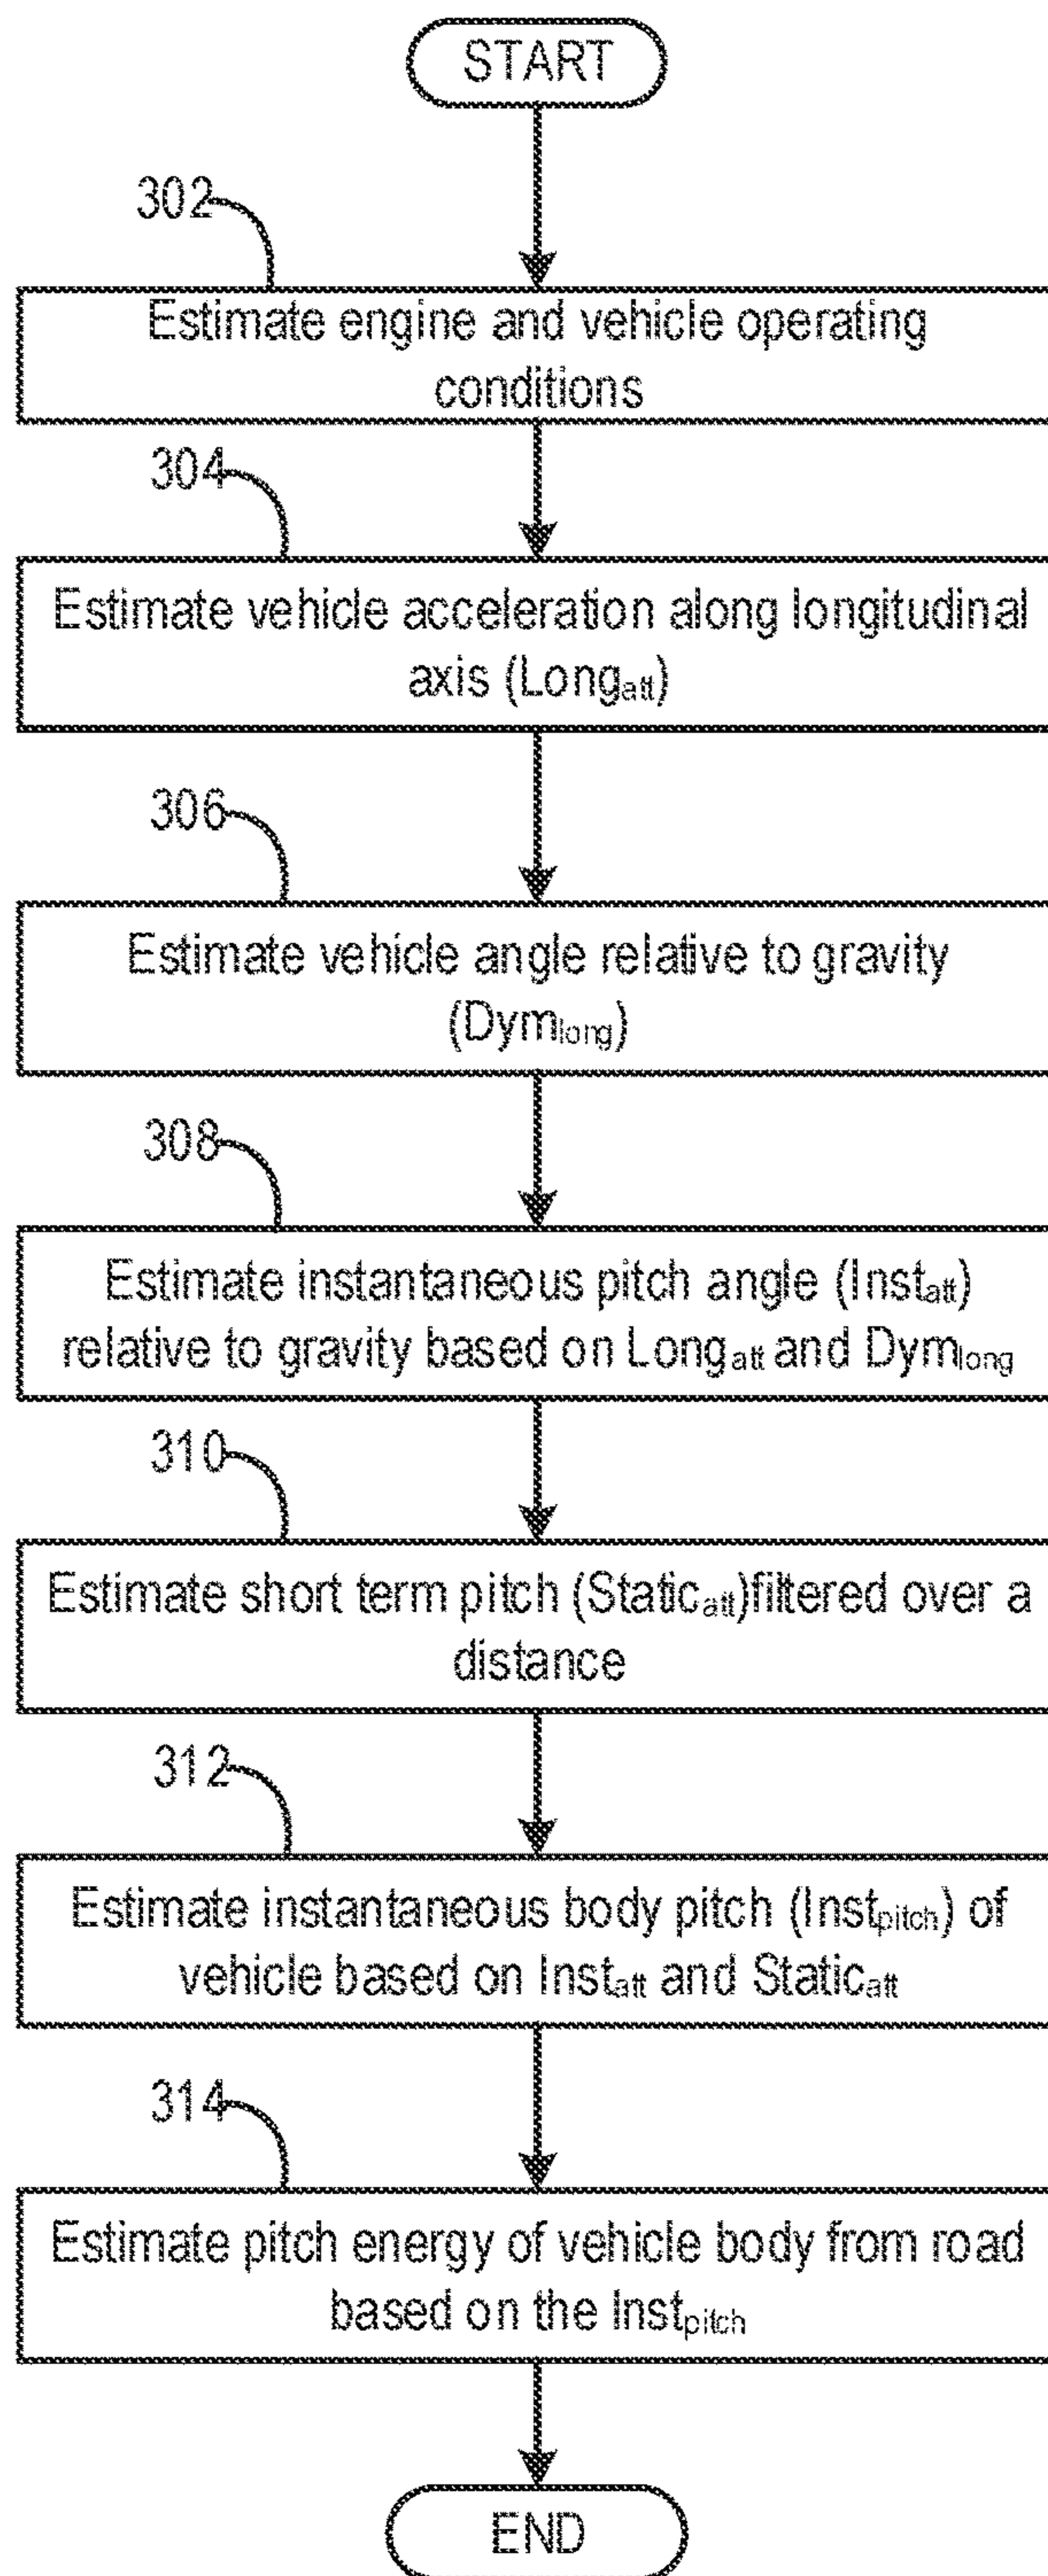 START
302
Estimate engine and vehicle operating
conditions
304
Estimate vehicle acceleration along longitudinal
axis (Longatt)
306
Estimate vehicle angle relative to gravity
(Dymlong)
308
Estimate instantaneous pitch angle (Instatt)
relative to gravity based on Longatt and Dymlong
310
Estimate short term pitch (Staticatt)filtered over a
distance
312
Estimate instantaneous body pitch (Instpitch) of
vehicle based on Instatt and Staticatt
314
Estimate pitch energy of vehicle body from road
based on the Instpitch
END